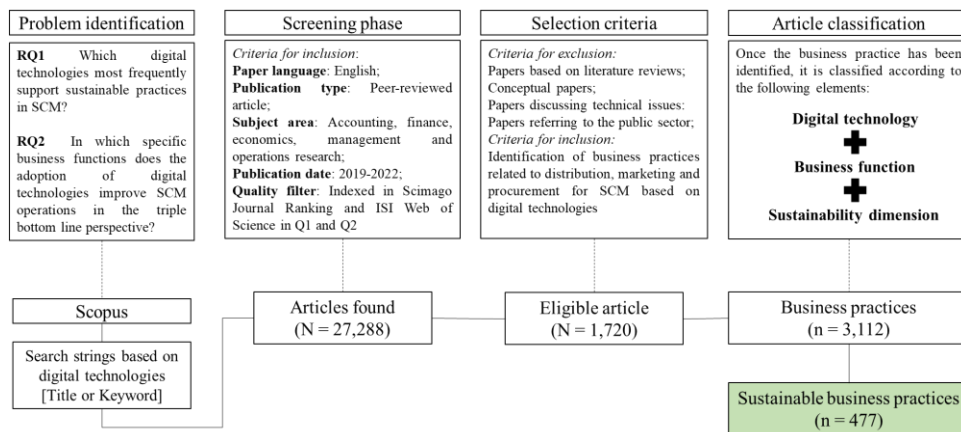 Problem identification
RQ1 Which digital
technologies most frequently
support sustainable practices
in SCM?
RQ2 In which specific
business functions does the
adoption of digital
technologies improve SCM
operations in the triple
bottom line perspective?
Scopus
Search strings based on
digital technologies
[Title or Keyword]
Screening phase
Criteria for inclusion:
Paper language: English;
Publication type: Peer-reviewed
article;
Subject area: Accounting, finance,
economics, management and
operations research;
Publication date: 2019-2022;
Quality filter: Indexed in Scimago
Journal Ranking and ISI Web of
Science in Q1 and Q2
Articles found
(N = 27,288)
Selection criteria
Criteria for exclusion:
Papers based on literature reviews;
Conceptual papers;
Papers discussing technical issues:
Papers referring to the public sector;
Criteria for inclusion:
Identification of business practices
related to distribution, marketing and
procurement for SCM based on
digital technologies
Eligible article
(N = 1,720)
Article classification
Once the business practice has been
identified, it is classified according to
the following elements:
Digital technology
Business function
Sustainability dimension
Business practices
(n = 3,112)
Sustainable business practices
(n = 477)